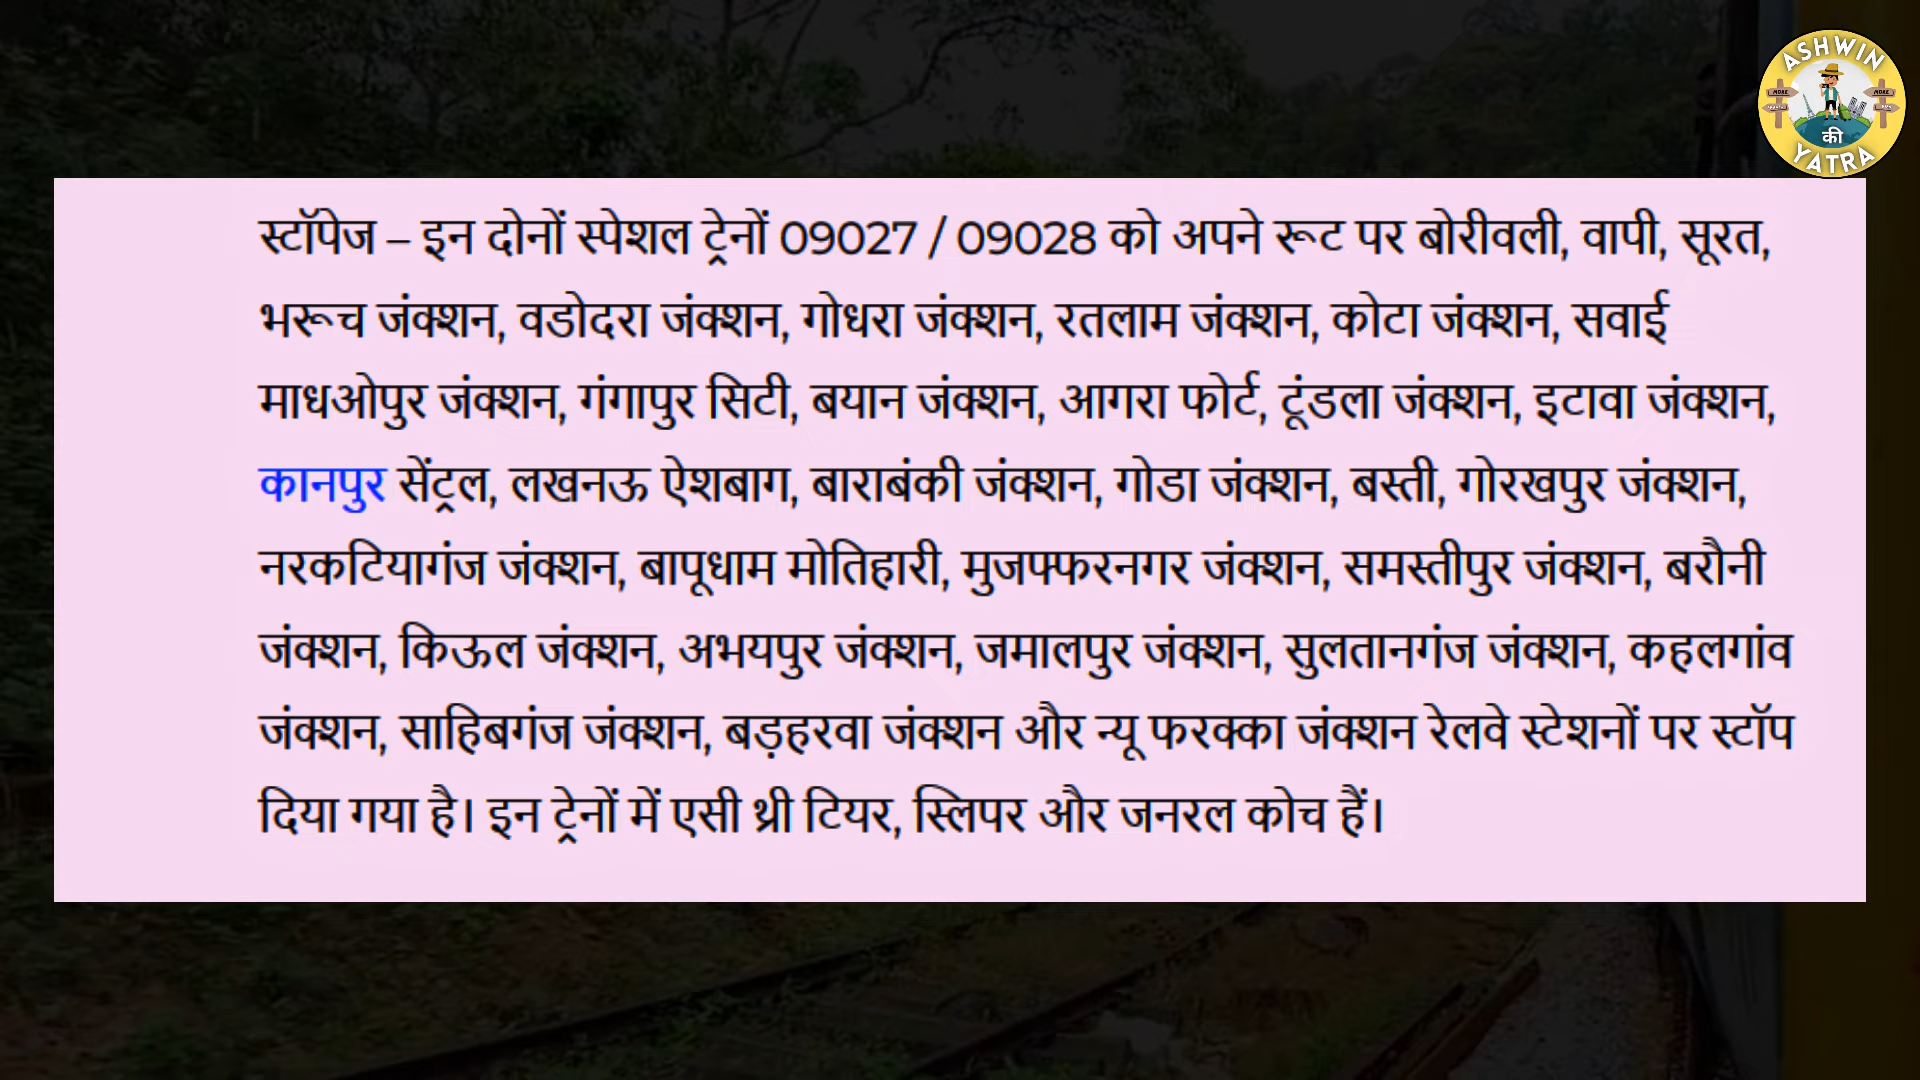 ASHWIN
MORE
MORE
की
YATRA
स्टॉपेज – इन दोनों स्पेशल ट्रेनों 09027 / 09028 को अपने रूट पर बोरीवली, वापी, सूरत,
भरूच जंक्शन, वडोदरा जंक्शन, गोधरा जंक्शन, रतलाम जंक्शन, कोटा जंक्शन, सवाई
माधओपुर जंक्शन, गंगापुर सिटी, बयान जंक्शन, आगरा फोर्ट, टूंडला जंक्शन, इटावा जंक्शन,
कानपुर सेंट्रल, लखनऊ ऐशबाग, बाराबंकी जंक्शन, गोडा जंक्शन, बस्ती, गोरखपुर जंक्शन,
नरकटियागंज जंक्शन, बापूधाम मोतिहारी, मुजफ्फरनगर जंक्शन, समस्तीपुर जंक्शन, बरौनी
जंक्शन, किऊल जंक्शन, अभयपुर जंक्शन, जमालपुर जंक्शन, सुलतानगंज जंक्शन, कहलगांव
जंक्शन, साहिबगंज जंक्शन, बड़हरवा जंक्शन और न्यू फरक्का जंक्शन रेलवे स्टेशनों पर स्टॉप
दिया गया है। इन ट्रेनों में एसी थ्री टियर, स्लिपर और जनरल कोच हैं।